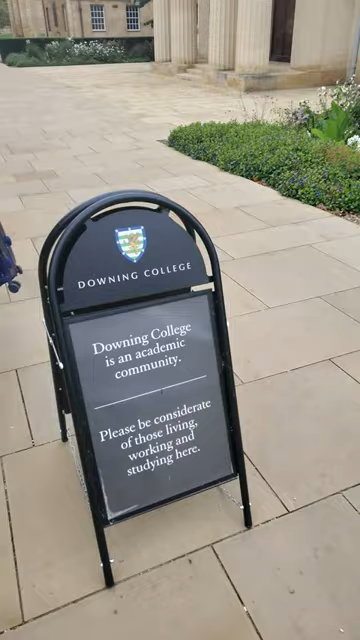 DOWNING COLLEGE
Downing College
is an academic
community.
Please be considerate
of those living,
working and
studying here.